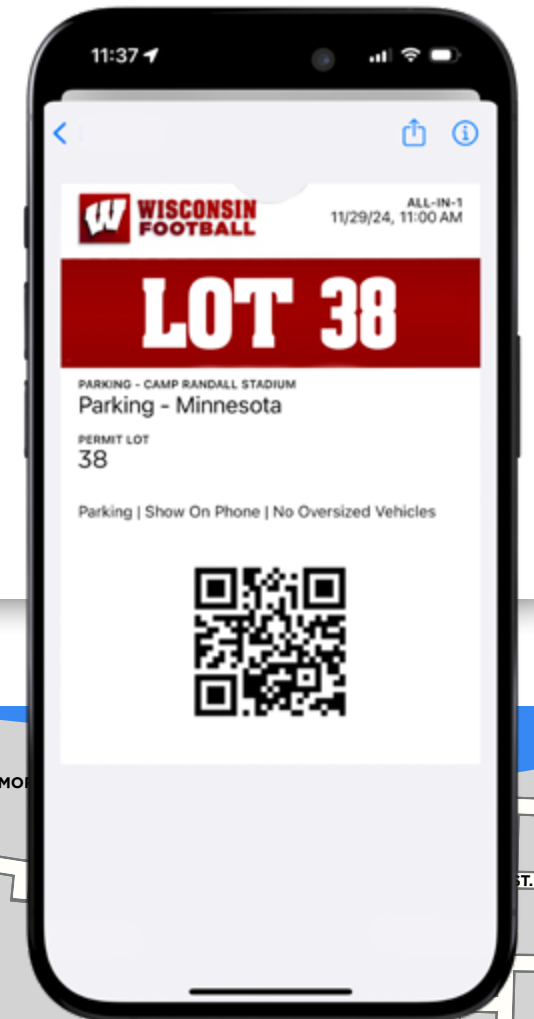 11:37
W WISCONSIN
FOOTBALL
ALL-IN-1
11/29/24, 11:00 AM
LOT 38
PARKING - CAMP RANDALL STADIUM
Parking - Minnesota
PERMIT LOT
38
Parking | Show On Phone | No Oversized Vehicles
ST.